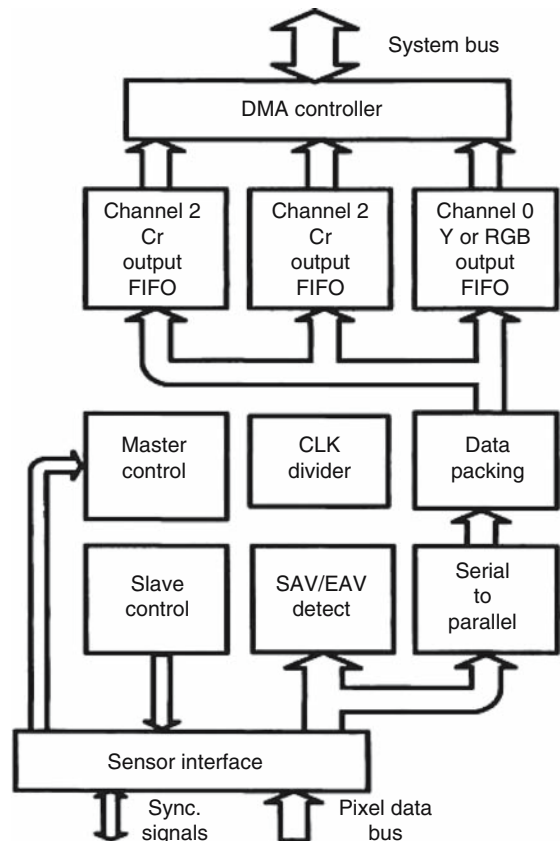 System bus
DMA controller
Channel 2
Cr
output
FIFO
Channel 2
Cr
output
FIFO
Channel 0
Y or RGB
output
FIFO
Master
control
CLK
divider
Data
packing
Slave
control
SAV/EAV
detect
Serial
to
parallel
Sensor interface
Sync.
signals
Pixel data
bus